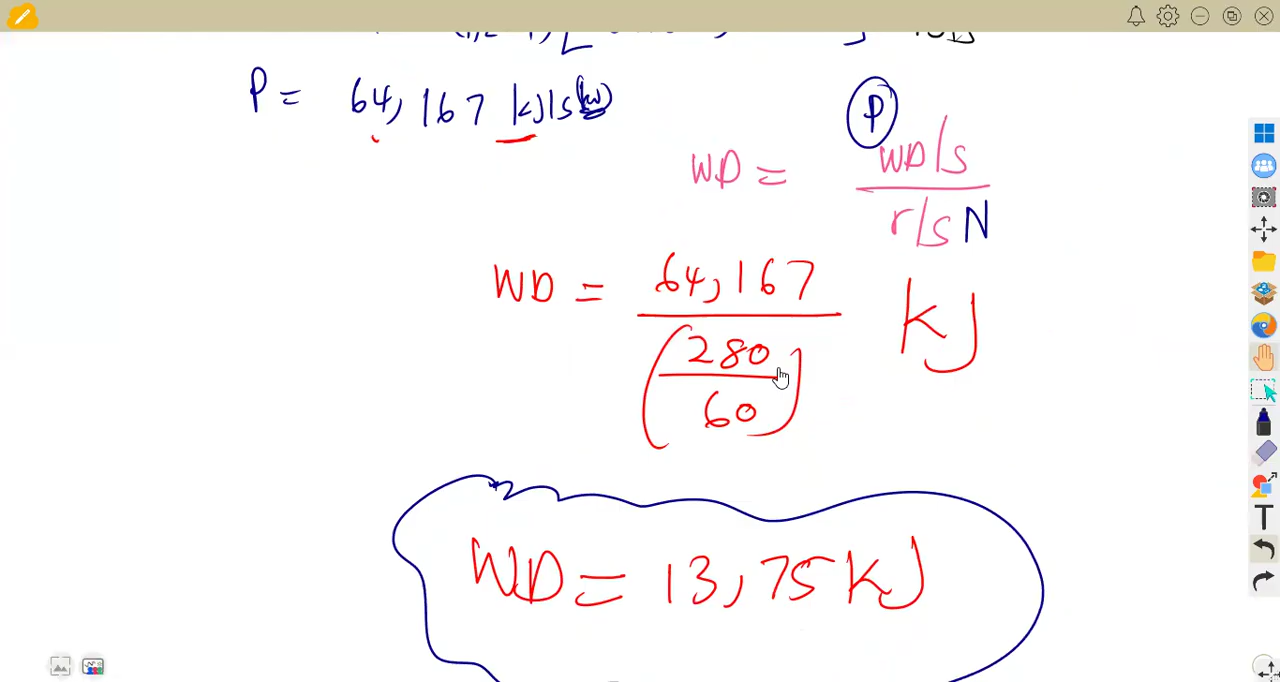 P = 64,167 kJ/s (kW)
P
WD = WD/s
r/s N
WD = 64,167 kJ
(280
60)
WD = 13,75 kJ
T